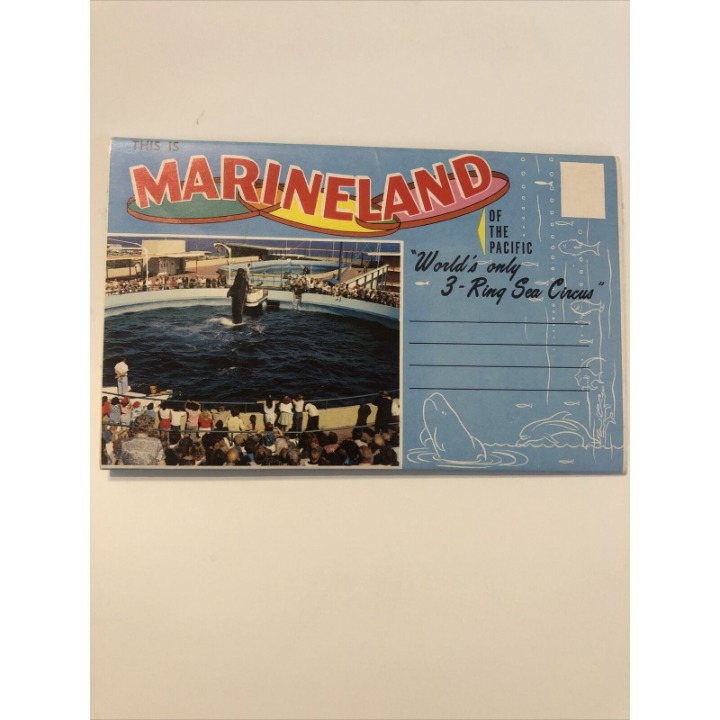 THIS IS
MARINELAND
OF
THE
PACIFIC
"World's only
3-Ring Sea Circus"